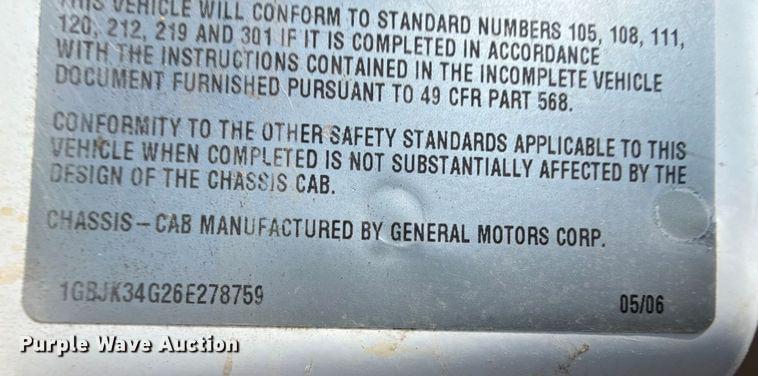 THIS VEHICLE WILL CONFORM TO STANDARD NUMBERS 105, 108, 111,
120, 212, 219 AND 301 IF IT IS COMPLETED IN ACCORDANCE
WITH THE INSTRUCTIONS CONTAINED IN THE INCOMPLETE VEHICLE
DOCUMENT FURNISHED PURSUANT TO 49 CFR PART 568.
CONFORMITY TO THE OTHER SAFETY STANDARDS APPLICABLE TO THIS
VEHICLE WHEN COMPLETED IS NOT SUBSTANTIALLY AFFECTED BY THE
DESIGN OF THE CHASSIS CAB.
CHASSIS-CAB MANUFACTURED BY GENERAL MOTORS CORP.
1GBJK34G26E278759 05/06
Purple Wave Auction